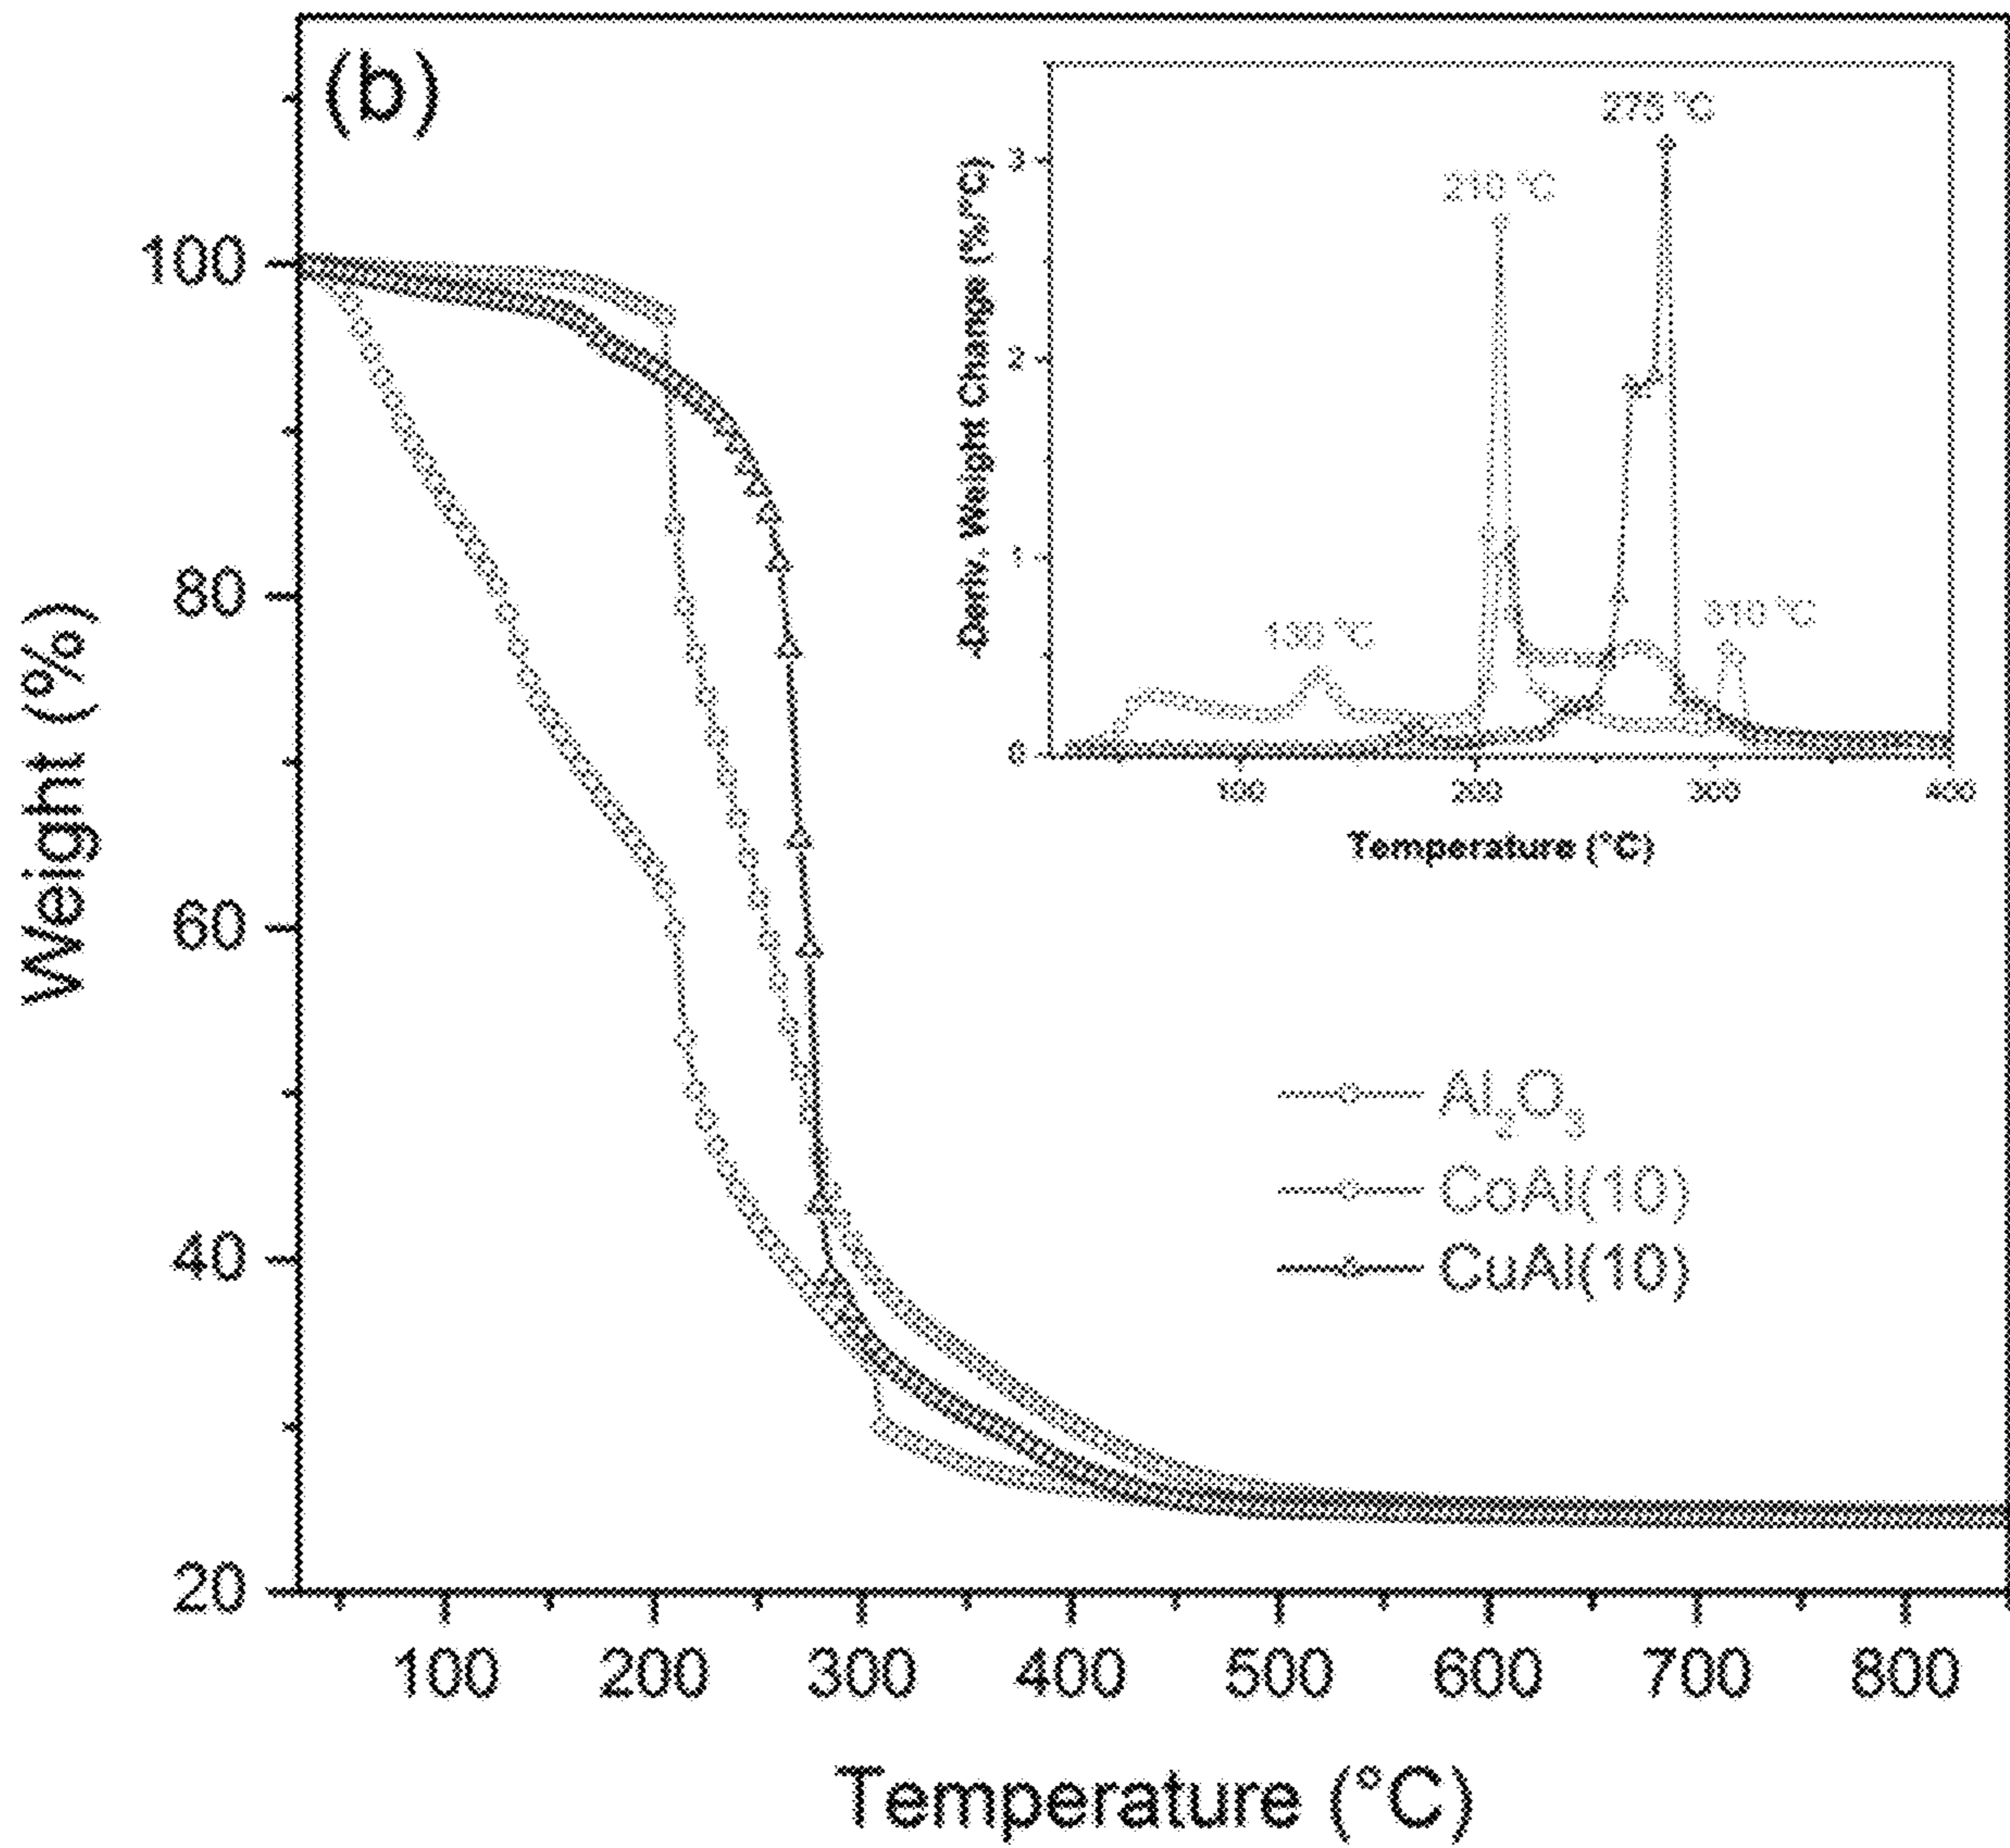 (b)
Weight (%)
100
80
60
40
20
100 200 300 400 500 600 700 800
Temperature (°C)
-Deriv. Weight Change (%/°C)
3
2
1
0
100 200 300 400
Temperature (°C)
275 °C
210 °C
130 °C
310 °C
Al₂O₃
CoAl(10)
CuAl(10)